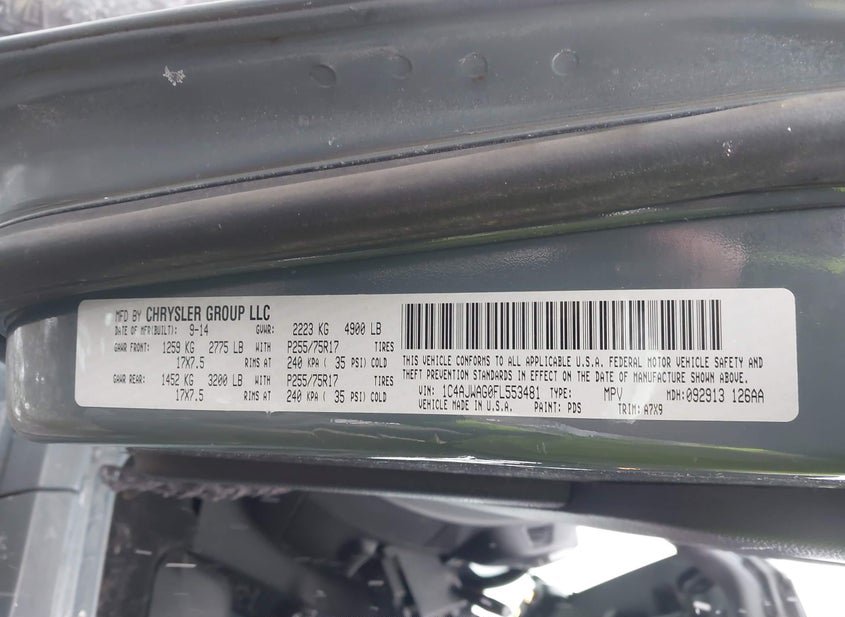 MFD BY CHRYSLER GROUP LLC
DATE OF MFR(BUILT): 9-14 GVWR: 2223 KG 4900 LB
GAWR FRONT: 1259 KG 2775 LB WITH P255/75R17 TIRES
17X7.5 RIMS AT 240 KPA ( 35 PSI) COLD
GAWR REAR: 1452 KG 3200 LB WITH P255/75R17 TIRES
17X7.5 RIMS AT 240 KPA ( 35 PSI) COLD
THIS VEHICLE CONFORMS TO ALL APPLICABLE U.S.A. FEDERAL MOTOR VEHICLE SAFETY AND
THEFT PREVENTION STANDARDS IN EFFECT ON THE DATE OF MANUFACTURE SHOWN ABOVE.
VIN: 1C4AJWAG0FL553481 TYPE: MPV MDH: 092913 126AA
VEHICLE MADE IN U.S.A. PAINT: PDS TRIM: A7X9